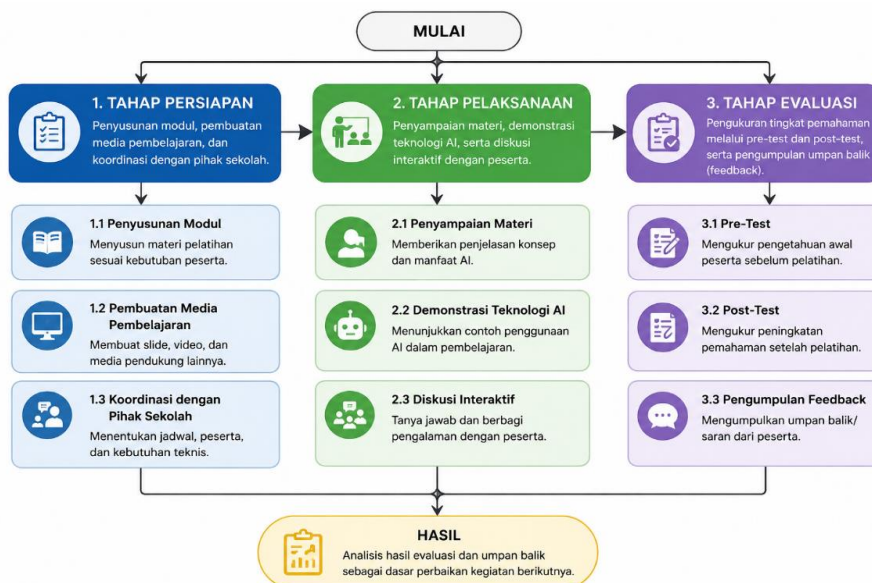 MULAI
1. TAHAP PERSIAPAN
Penyusunan modul, pembuatan
media pembelajaran, dan
koordinasi dengan pihak sekolah.
2. TAHAP PELAKSANAAN
Penyampaian materi, demonstrasi
teknologi AI, serta diskusi
interaktif dengan peserta.
3. TAHAP EVALUASI
Pengukuran tingkat pemahaman
melalui pre-test dan post-test,
serta pengumpulan umpan balik
(feedback).
1.1 Penyusunan Modul
Menyusun materi pelatihan
sesuai kebutuban peserta.
1.2 Pembuatan Media
Pembelajaran
Membuat slide, video, dan
media pendukung lainnya.
1.3 Koordinasi dengan
Pihak Sekolah
Menentukan jadwal, peserta,
dan kebutuhan teknis.
2.1 Penyampaian Materi
Memberikan penjelasan konsep
dan manfaat AI.
2.2 Demonstrasi Teknologi AI
Menunjukkan contoh penggunaan
AI dalam pembelajaran.
2.3 Diskusi Interaktif
Tanya jawab dan berbagi
pengalaman dengan peserta.
3.1 Pre-Test
Mengukur pengetahuan awal
peserta sebelum pelatihan.
3.2 Post-Test
Mengukur peningkatan
pemahaman setelah pelatihan.
3.3 Pengumpulan Feedback
Mengumpulkan umpan balik/
saran dari peserta.
HASIL
Analisis hasil evaluasi dan umpan balik
sebagai dasar perbaikan kegiatan berikutnya.